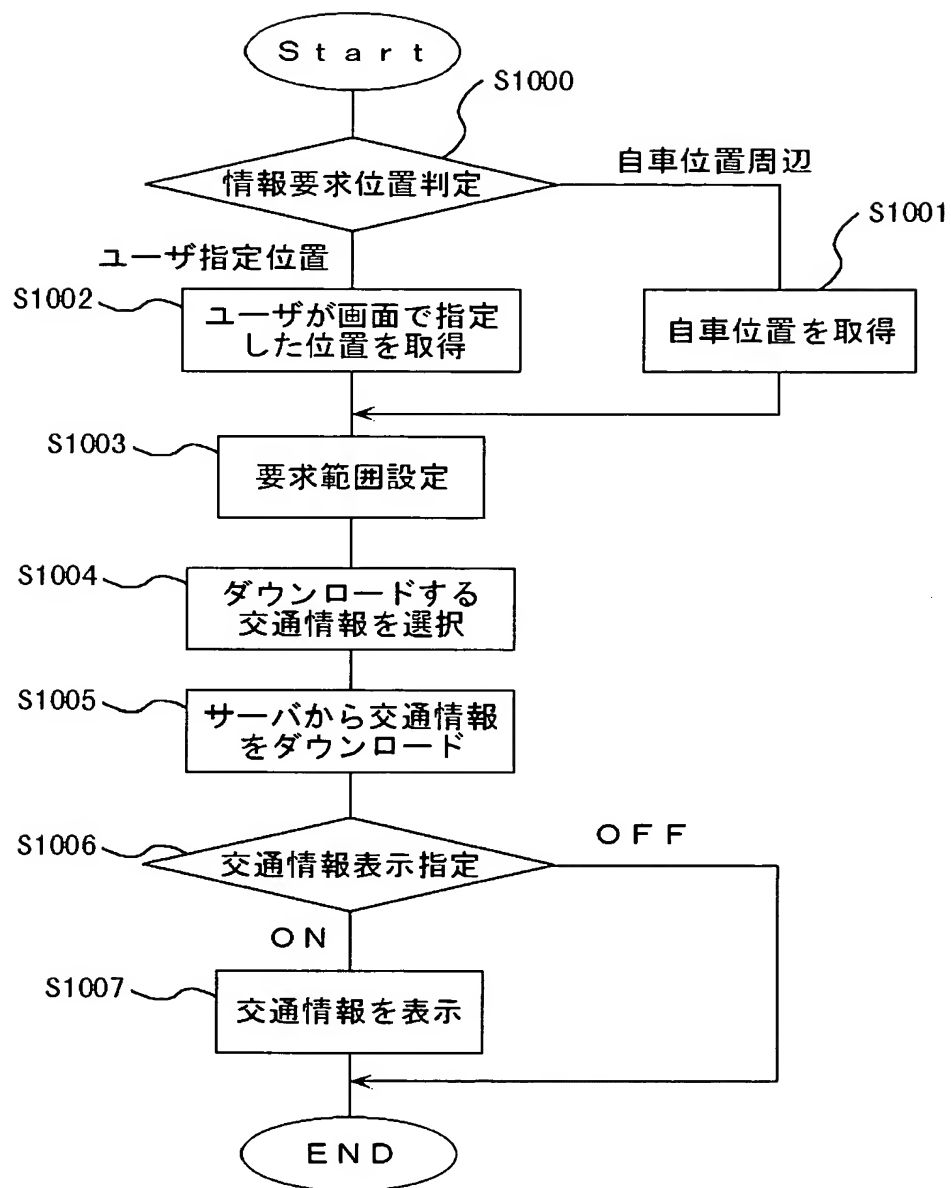 Start
S1000
情報要求位置判定
自車位置周辺
S1001
ユーザ指定位置
S1002
ユーザが画面で指定
した位置を取得
自車位置を取得
S1003
要求範囲設定
S1004
ダウンロードする
交通情報を選択
S1005
サーバから交通情報
をダウンロード
S1006
交通情報表示指定
OFF
ON
S1007
交通情報を表示
END